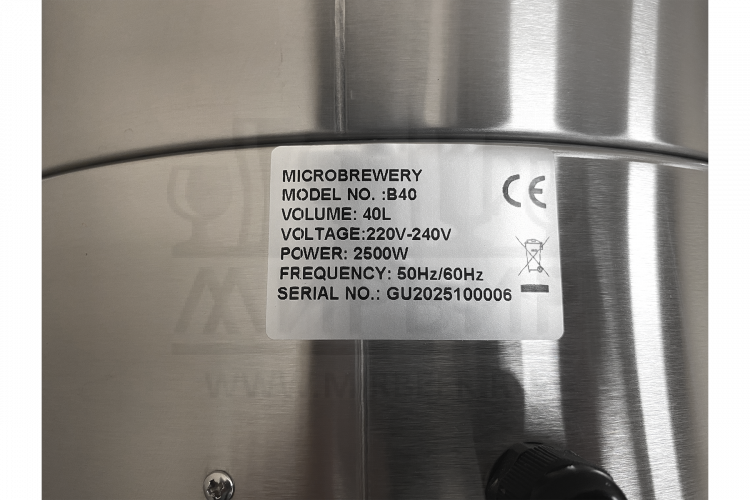 MICROBREWERY
MODEL NO. :B40
VOLUME: 40L
VOLTAGE:220V-240V
POWER: 2500W
FREQUENCY: 50Hz/60Hz
SERIAL NO.: GU2025100006
CE